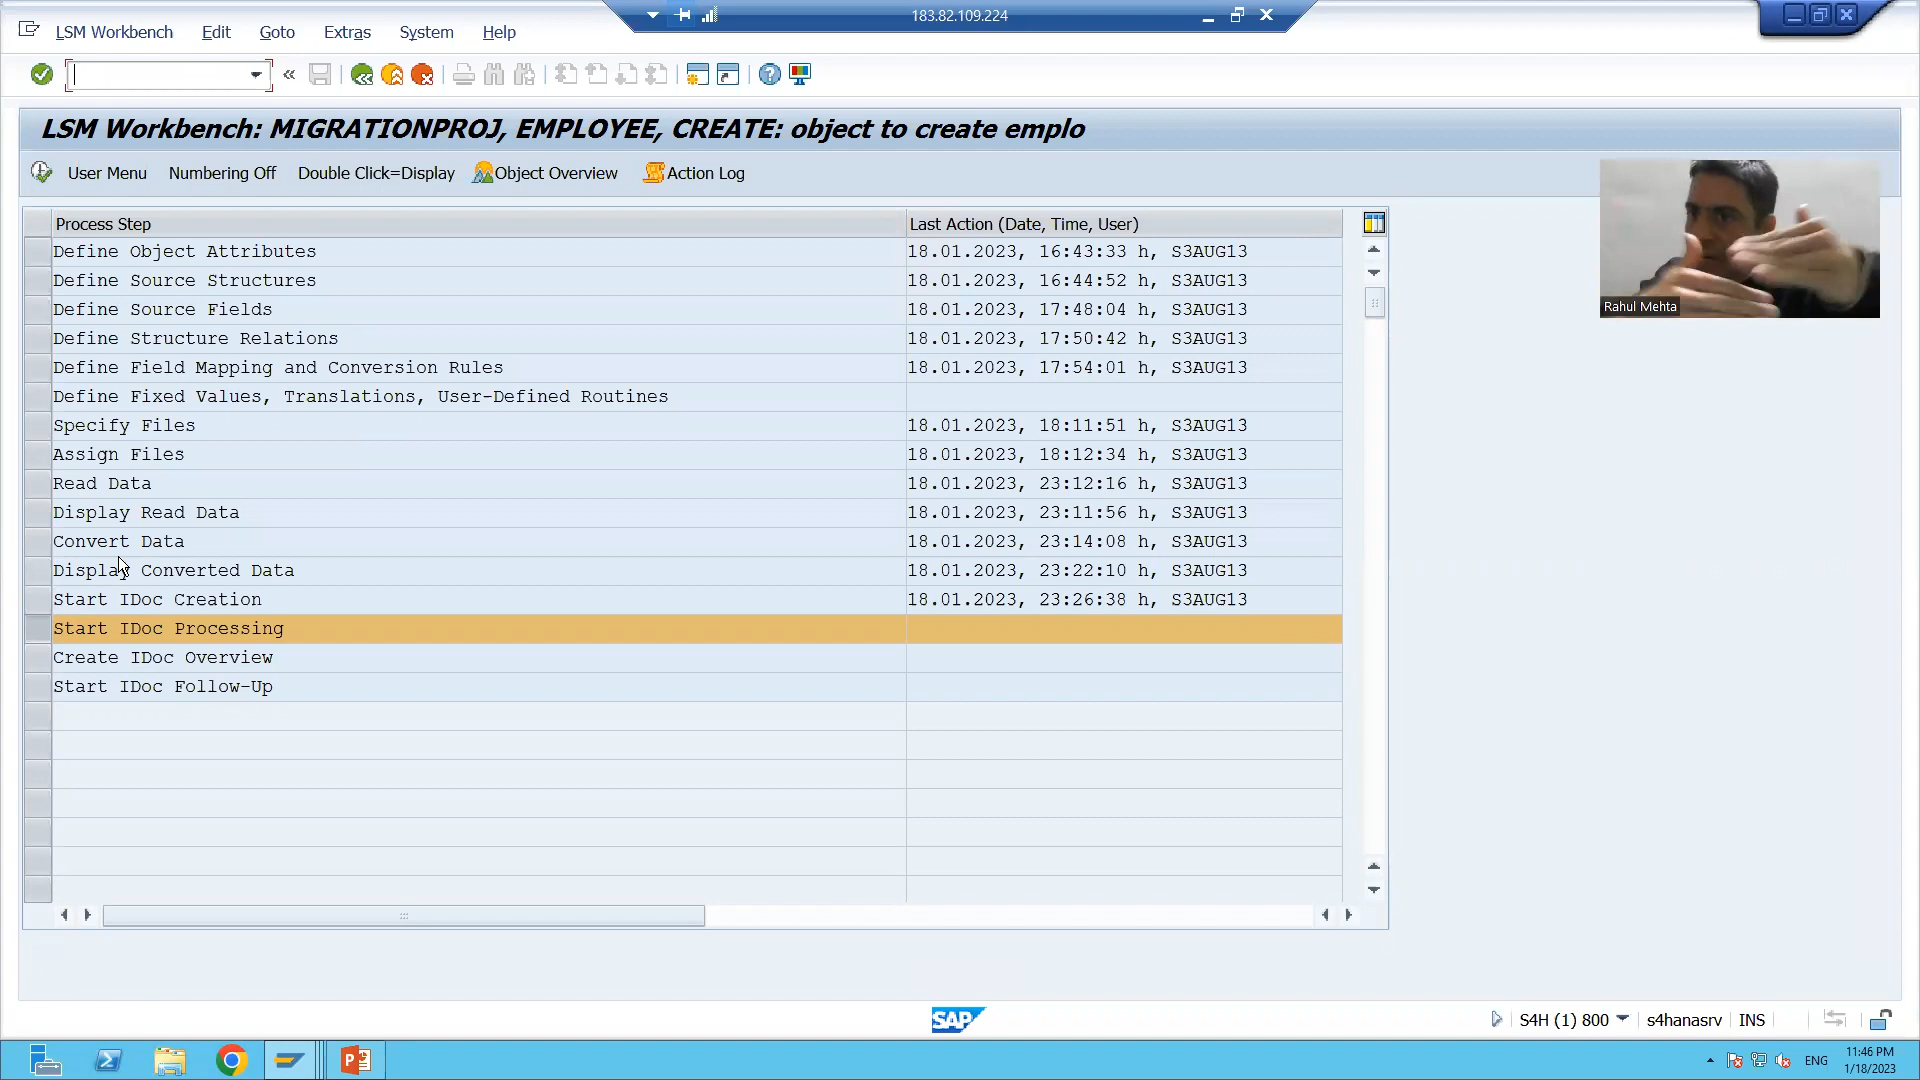 183.82.109.224
LSM Workbench Edit Goto Extras System Help
LSM Workbench: MIGRATIONPROJ, EMPLOYEE, CREATE: object to create emplo
User Menu Numbering Off Double Click=Display Object Overview Action Log
Process Step Last Action (Date, Time, User)
Define Object Attributes 18.01.2023, 16:43:33 h, S3AUG13
Define Source Structures 18.01.2023, 16:44:52 h, S3AUG13
Define Source Fields 18.01.2023, 17:48:04 h, S3AUG13
Define Structure Relations 18.01.2023, 17:50:42 h, S3AUG13
Define Field Mapping and Conversion Rules 18.01.2023, 17:54:01 h, S3AUG13
Define Fixed Values, Translations, User-Defined Routines
Specify Files 18.01.2023, 18:11:51 h, S3AUG13
Assign Files 18.01.2023, 18:12:34 h, S3AUG13
Read Data 18.01.2023, 23:12:16 h, S3AUG13
Display Read Data 18.01.2023, 23:11:56 h, S3AUG13
Convert Data 18.01.2023, 23:14:08 h, S3AUG13
Display Converted Data 18.01.2023, 23:22:10 h, S3AUG13
Start IDoc Creation 18.01.2023, 23:26:38 h, S3AUG13
Start IDoc Processing
Create IDoc Overview
Start IDoc Follow-Up
Rahul Mehta
SAP
S4H (1) 800 s4hanasrv INS
ENG
11:46 PM
1/18/2023